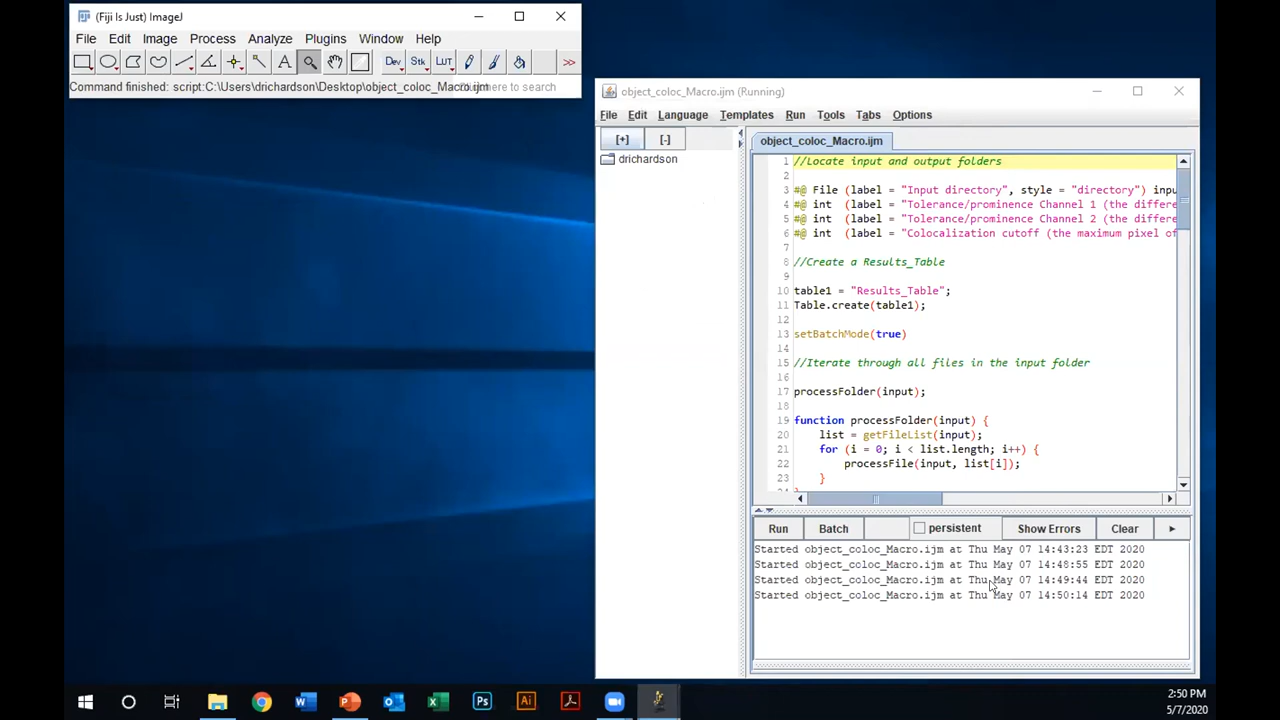 (Fiji Is Just) ImageJ
File Edit Image Process Analyze Plugins Window Help
Dev Stk LUT >>
Command finished: script:C:\Users\drichardson\Desktop\object_coloc_Macro.ijm
here to search
object_coloc_Macro.ijm (Running)
File Edit Language Templates Run Tools Tabs Options
[+] [-]
drichardson
object_coloc_Macro.ijm
1 //Locate input and output folders
2
3 #@ File (label = "Input directory", style = "directory") inpu
4 #@ int (label = "Tolerance/prominence Channel 1 (the differe
5 #@ int (label = "Tolerance/prominence Channel 2 (the differe
6 #@ int (label = "Colocalization cutoff (the maximum pixel of
7
8 //Create a Results_Table
9
10 table1 = "Results_Table";
11 Table.create(table1);
12
13 setBatchMode(true)
14
15 //Iterate through all files in the input folder
16
17 processFolder(input);
18
19 function processFolder(input) {
20 list = getFileList(input);
21 for (i = 0; i < list.length; i++) {
22 processFile(input, list[i]);
23 }
Run Batch persistent Show Errors Clear
Started object_coloc_Macro.ijm at Thu May 07 14:43:23 EDT 2020
Started object_coloc_Macro.ijm at Thu May 07 14:48:55 EDT 2020
Started object_coloc_Macro.ijm at Thu May 07 14:49:44 EDT 2020
Started object_coloc_Macro.ijm at Thu May 07 14:50:14 EDT 2020
2:50 PM
5/7/2020